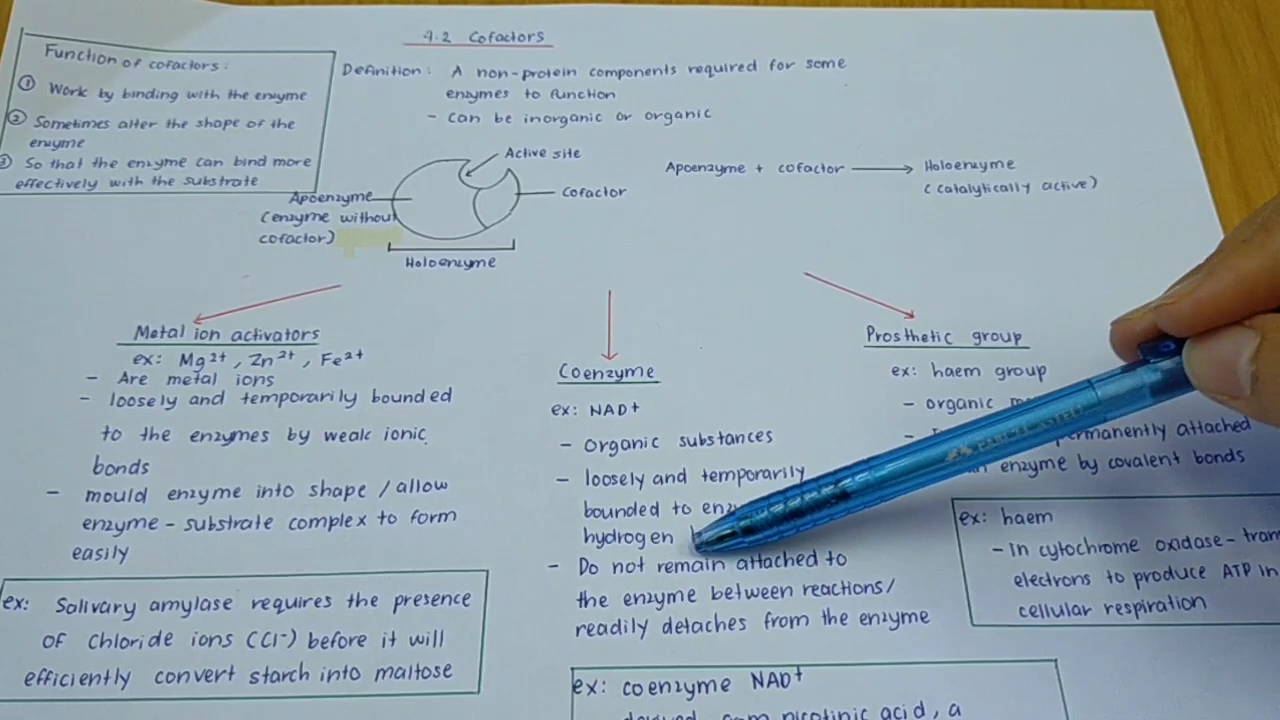 4.2 Cofactors
Function of cofactors:
① Work by binding with the enzyme
② Sometimes alter the shape of the
enzyme
③ So that the enzyme can bind more
effectively with the substrate
Definition: A non-protein components required for some
enzymes to function
- can be inorganic or organic
Active site
Apoenzyme
(enzyme without
cofactor)
Cofactor
Holoenzyme
Apoenzyme + cofactor → Holoenzyme
(catalytically active)
Metal ion activators
ex: Mg²⁺, Zn²⁺, Fe²⁺
- Are metal ions
- loosely and temporarily bounded
to the enzymes by weak ionic
bonds
- mould enzyme into shape / allow
enzyme-substrate complex to form
easily
ex: Salivary amylase requires the presence
of chloride ions (Cl⁻) before it will
efficiently convert starch into maltose
Coenzyme
ex: NAD⁺
- organic substances
- loosely and temporarily
bounded to
hydrogen
- Do not remain attached to
the enzyme between reactions/
readily detaches from the enzyme
ex: coenzyme NAD⁺
nicotinic acid, a
Prosthetic group
ex: haem group
- organic
permanently attached
enzyme by covalent bonds
ex: haem
- In cytochrome oxidase -
electrons to produce ATP in
cellular respiration